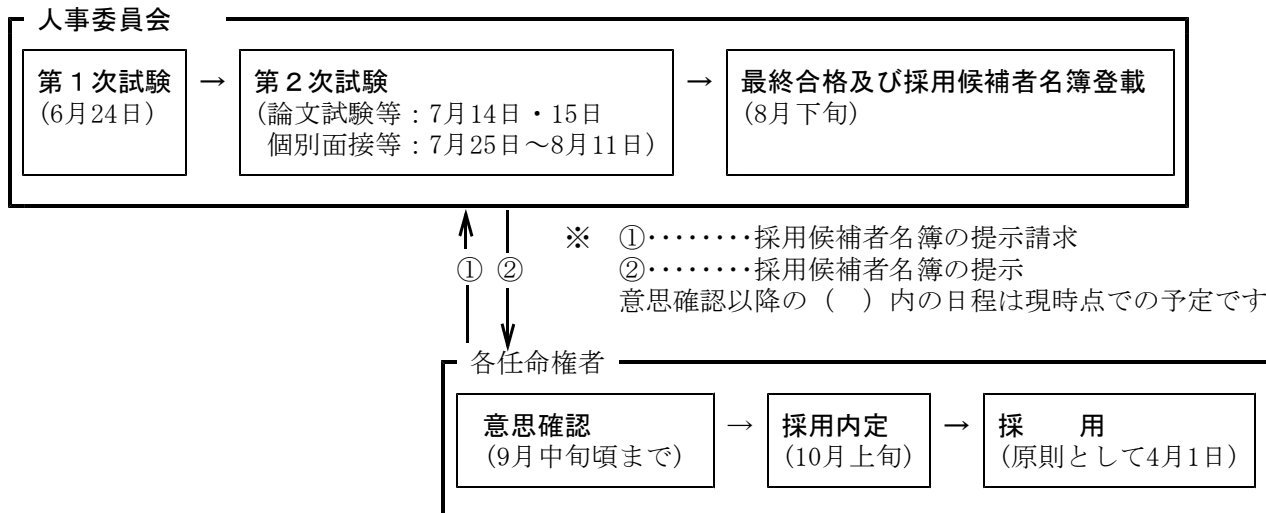 人事委員会
第１次試験 → 第２次試験 → 最終合格及び採用候補者名簿登載
(6月24日) (論文試験等：7月14日・15日 (8月下旬)
個別面接等：7月25日～8月11日)
※ ①‥‥‥‥採用候補者名簿の提示請求
① ② ②‥‥‥‥採用候補者名簿の提示
意思確認以降の（　）内の日程は現時点での予定です
各任命権者
意思確認 → 採用内定 → 採　　用
(9月中旬頃まで) (10月上旬) (原則として4月1日)